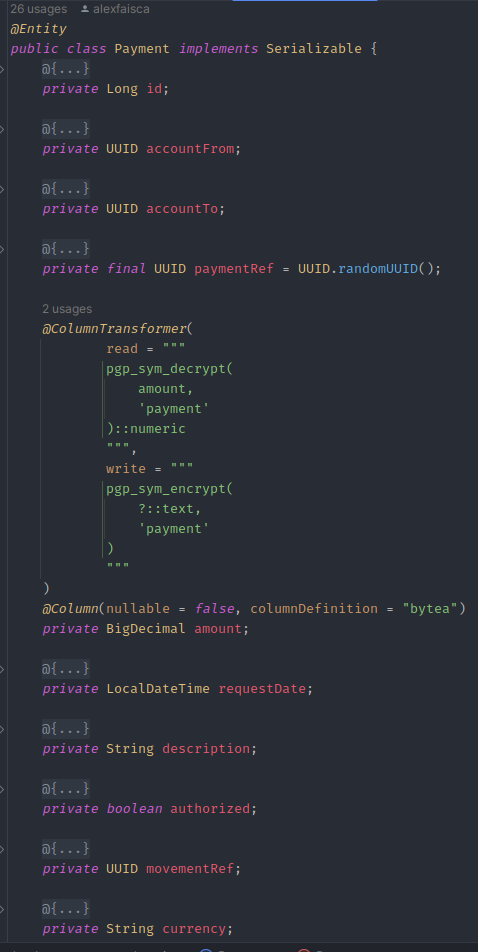 26 usages alexfaisca
@Entity
public class Payment implements Serializable {
@{...}
private Long id;
@{...}
private UUID accountFrom;
@{...}
private UUID accountTo;
@{...}
private final UUID paymentRef = UUID.randomUUID();
2 usages
@ColumnTransformer(
read = """
pgp_sym_decrypt(
amount,
'payment'
)::numeric
""",
write = """
pgp_sym_encrypt(
?::text,
'payment'
)
"""
)
@Column(nullable = false, columnDefinition = "bytea")
private BigDecimal amount;
@{...}
private LocalDateTime requestDate;
@{...}
private String description;
@{...}
private boolean authorized;
@{...}
private UUID movementRef;
@{...}
private String currency;